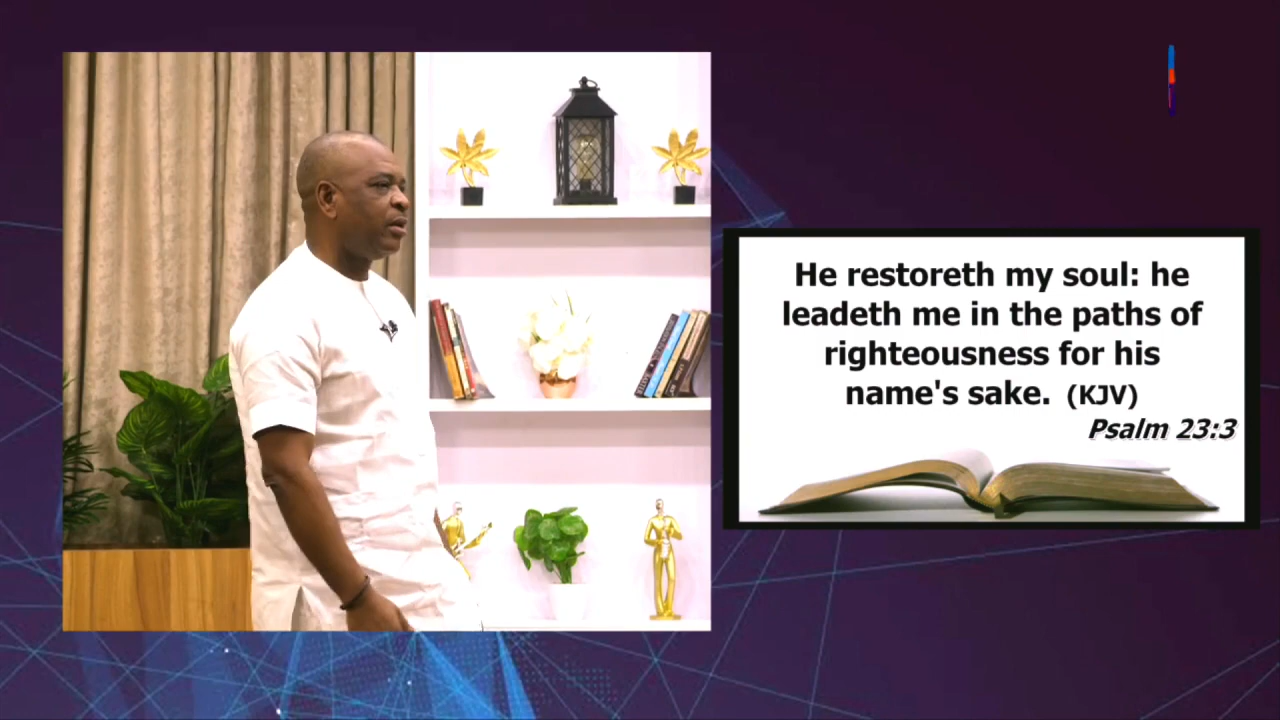 He restoreth my soul: he
leadeth me in the paths of
righteousness for his
name's sake. (KJV)
Psalm 23:3